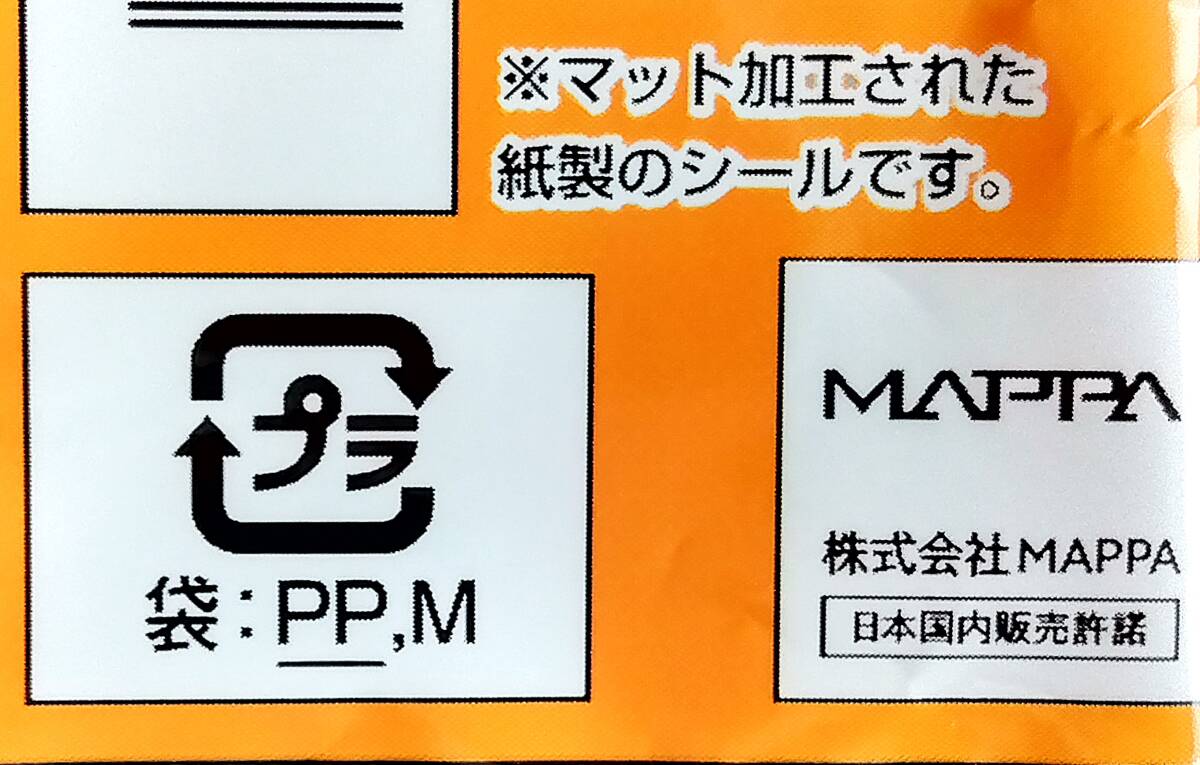 ※マット加工された
紙製のシールです。
プラ
袋:PP,M
MAPPA
株式会社MAPPA
日本国内販売許諾